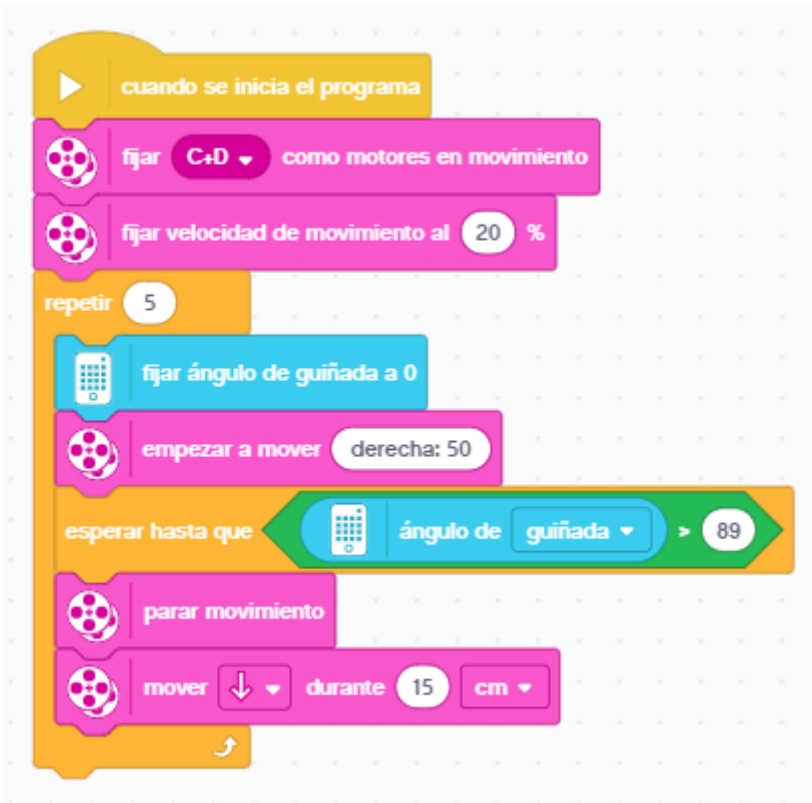 cuando se inicia el programa
fijar C+D como motores en movimiento
fijar velocidad de movimiento al 20 %
repetir 5
fijar ángulo de guiñada a 0
empezar a mover derecha: 50
esperar hasta que ángulo de guiñada > 89
parar movimiento
mover ↓ durante 15 cm